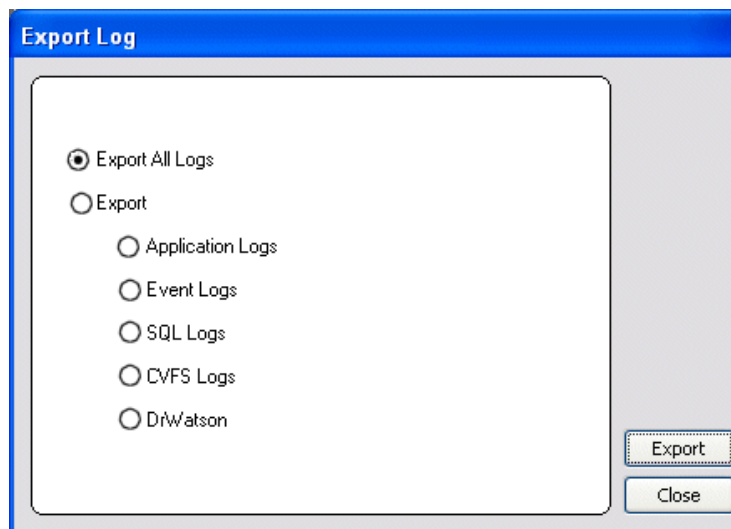 Export Log
Export All Logs
Export
Application Logs
Event Logs
SQL Logs
CVFS Logs
DrWatson
Export
Close